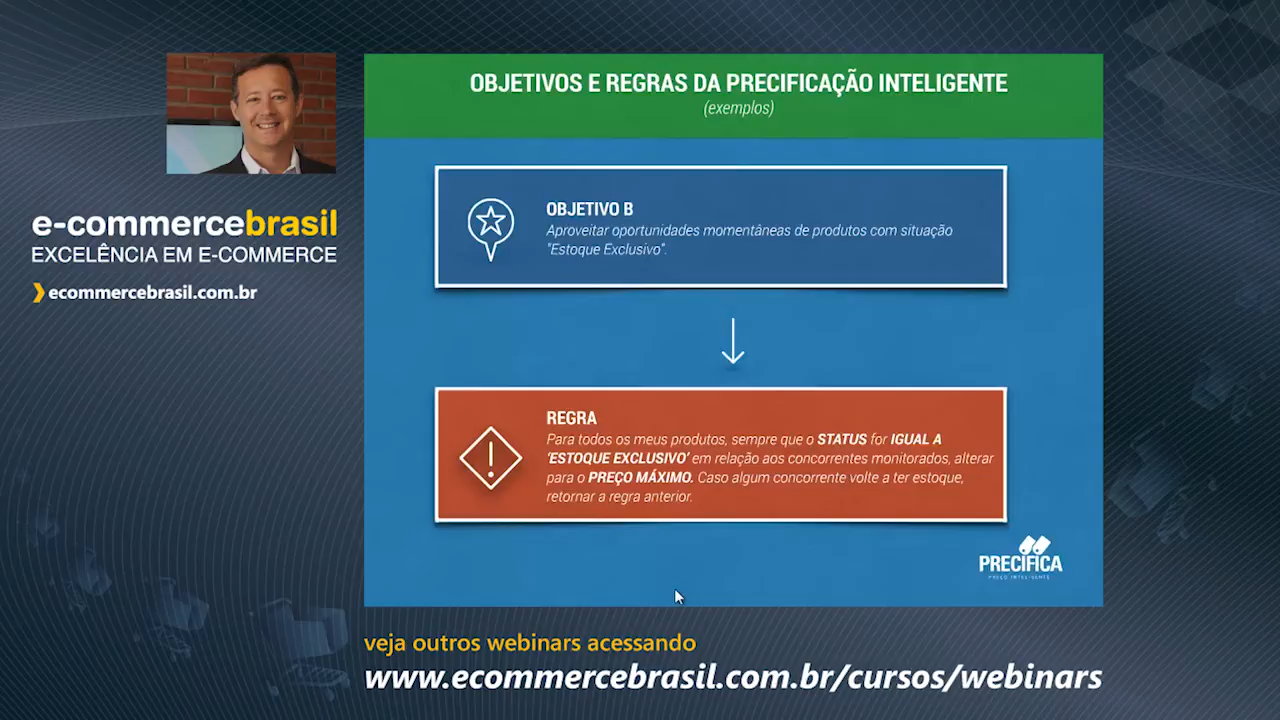 e-commercebrasil
EXCELÊNCIA EM E-COMMERCE
ecommercebrasil.com.br
OBJETIVOS E REGRAS DA PRECIFICAÇÃO INTELIGENTE
(exemplos)
OBJETIVO B
Aproveitar oportunidades momentâneas de produtos com situação
"Estoque Exclusivo".
REGRA
Para todos os meus produtos, sempre que o STATUS for IGUAL A
'ESTOQUE EXCLUSIVO' em relação aos concorrentes monitorados, alterar
para o PREÇO MÁXIMO. Caso algum concorrente volte a ter estoque,
retornar a regra anterior.
PRECIFICA
PREÇO INTELIGENTE
veja outros webinars acessando
www.ecommercebrasil.com.br/cursos/webinars